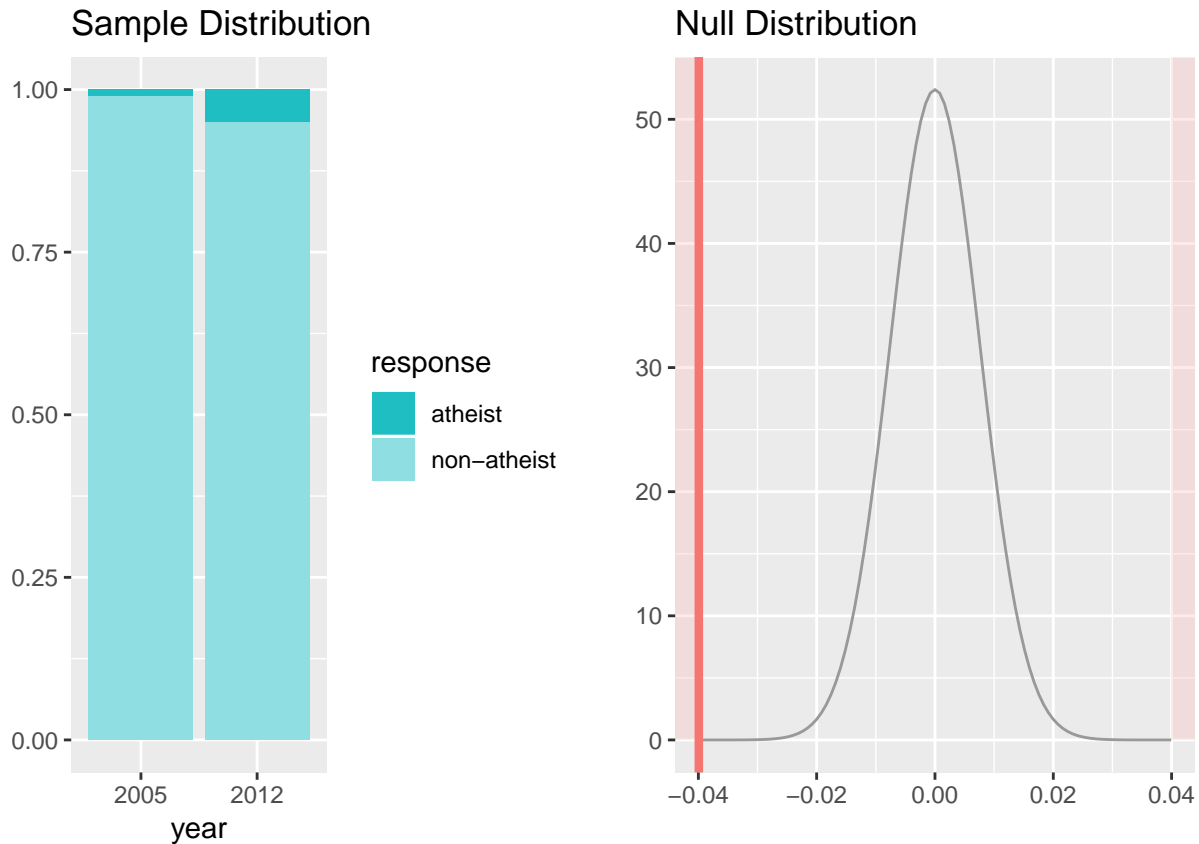 Sample Distribution
1.00
0.75
0.50
0.25
0.00
2005 2012
year
response
atheist
non−atheist
Null Distribution
50
40
30
20
10
0
−0.04 −0.02 0.00 0.02 0.04